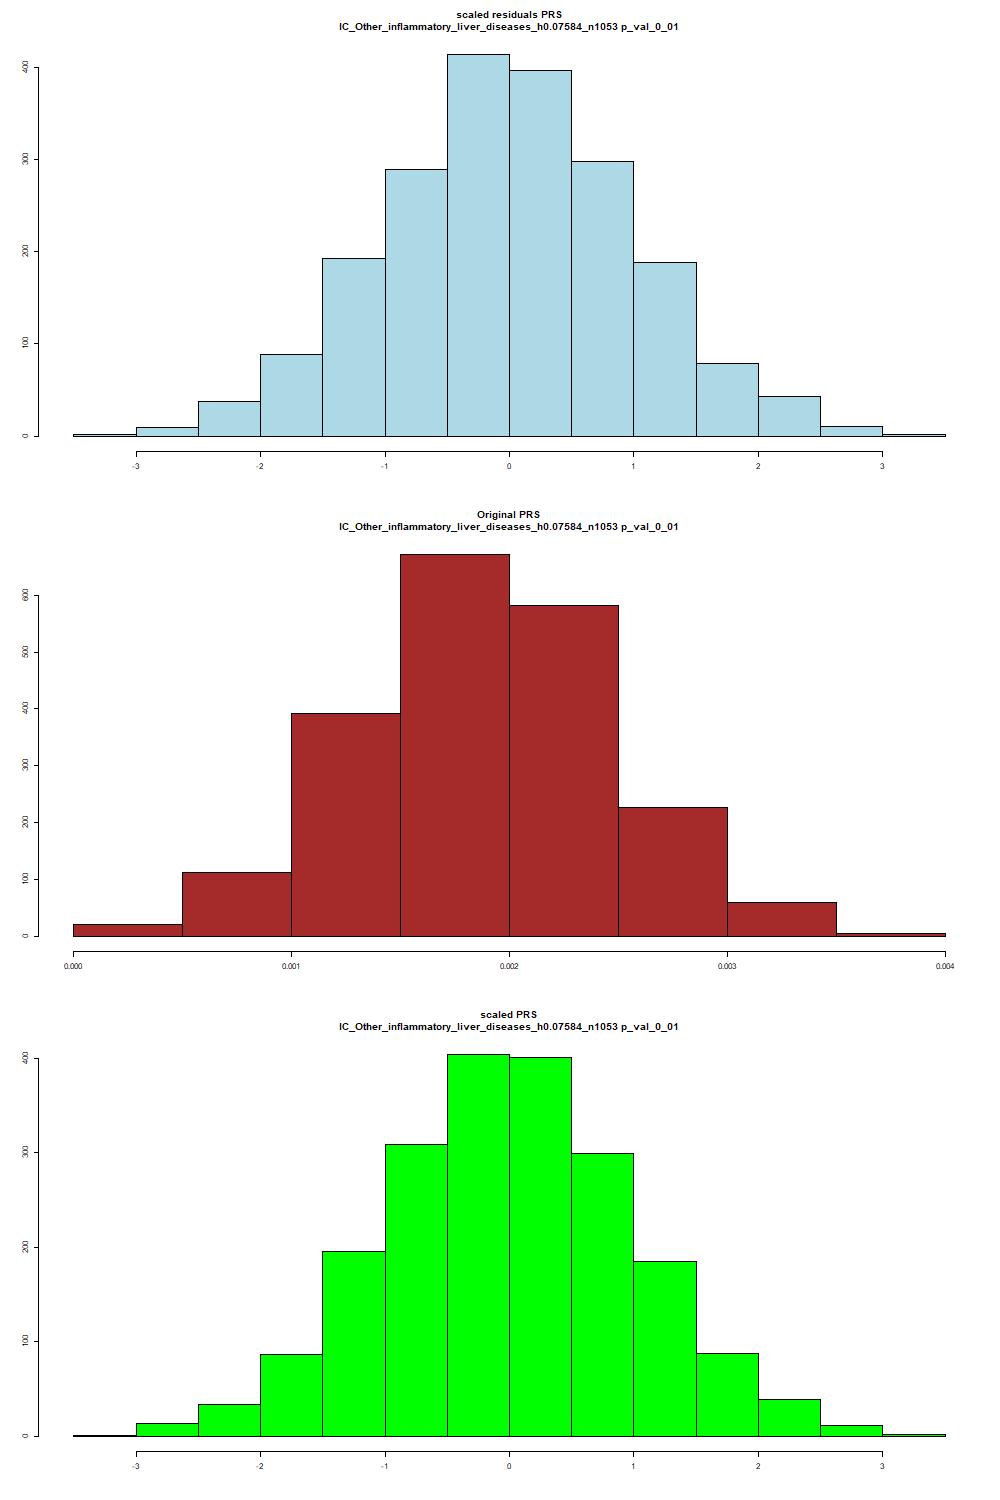 scaled residuals PRS
IC_Other_inflammatory_liver_diseases_h0.07584_n1053 p_val_0_01
400
300
200
100
0
-3 -2 -1 0 1 2 3
Original PRS
IC_Other_inflammatory_liver_diseases_h0.07584_n1053 p_val_0_01
600
500
400
300
200
100
0
0.000 0.001 0.002 0.003 0.004
scaled PRS
IC_Other_inflammatory_liver_diseases_h0.07584_n1053 p_val_0_01
400
300
200
100
0
-3 -2 -1 0 1 2 3